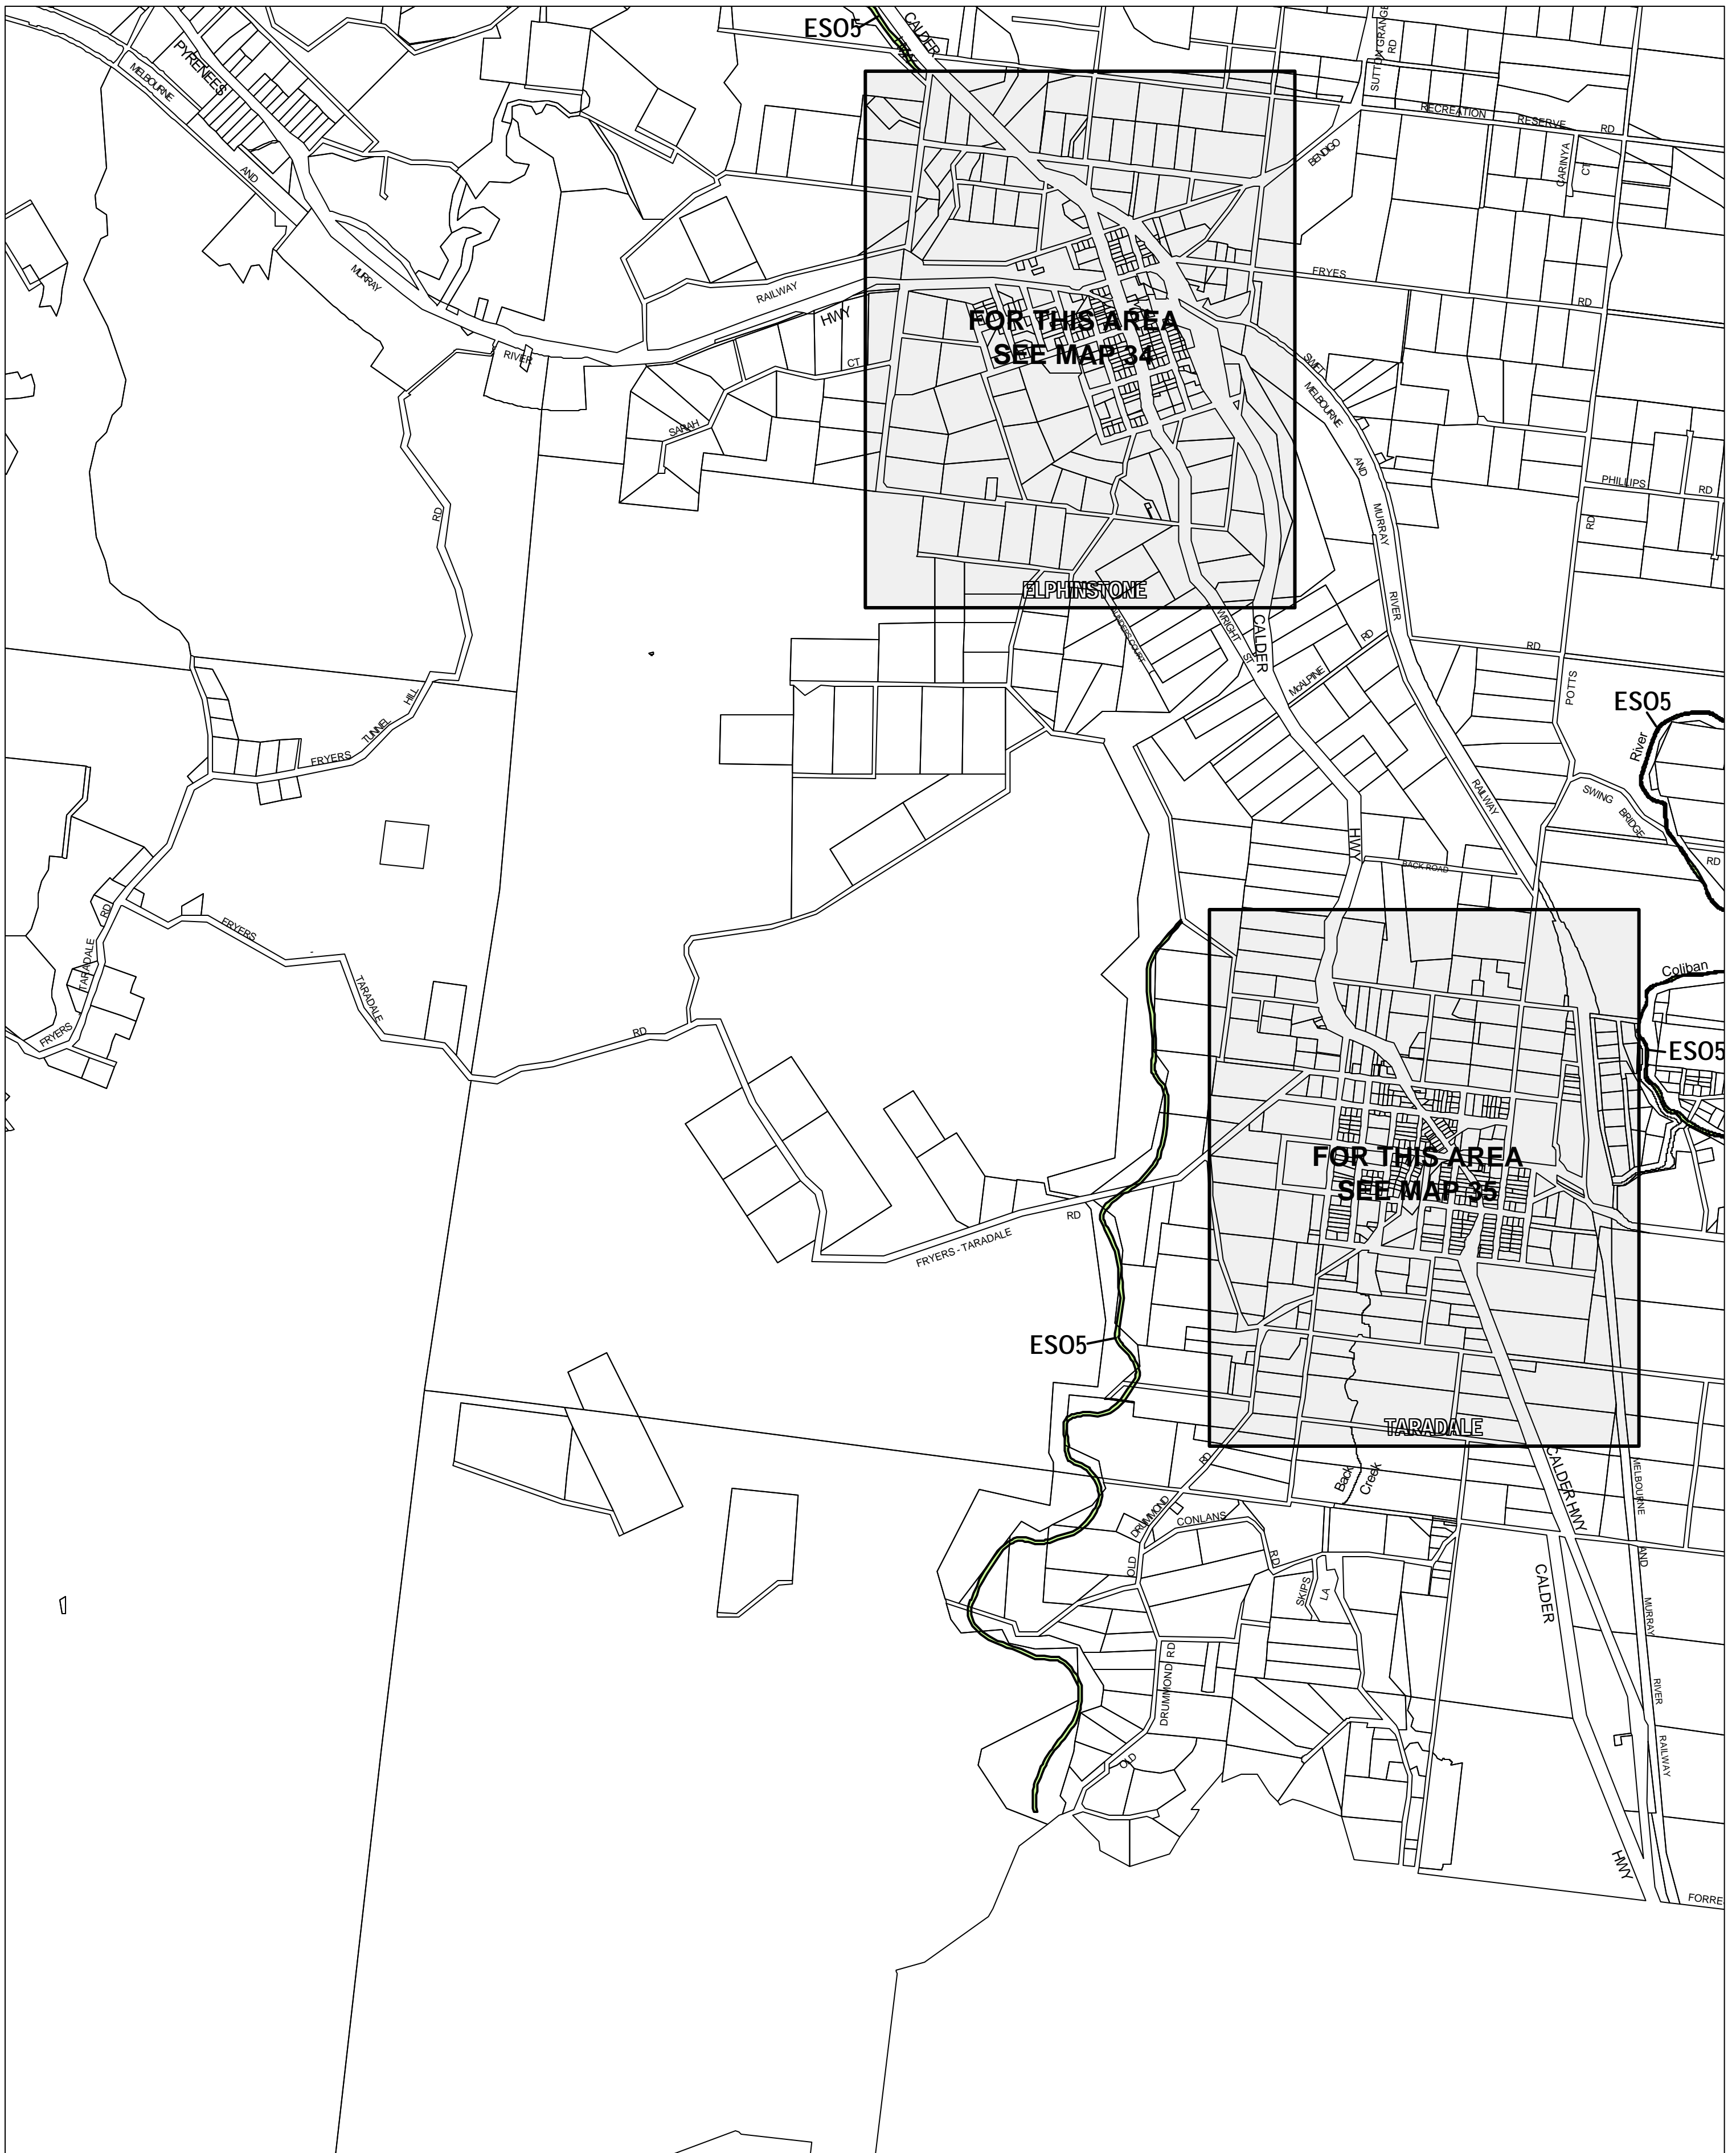 ESO5
CALDER
HWY
SUTTON GRANGE
RD
PYRENEES
MELBOURNE
RECREATION
RESERVE
RD
BENDIGO
CARINYA
CT
AND
MURRAY
FRYES
RD
RAILWAY
HWY
FOR THIS AREA
SEE MAP 34
RIVER
CT
SWIFT
MELBOURNE
SARAH
AND
PHILLIPS
RD
RD
MURRAY
RD
ELPHINSTONE
RIVER
WRIGHT
ST
CALDER
RD
RD
McALPINE
POTTS
ESO5
River
HILL
TUNNEL
FRYERS
RAILWAY
SWING
BRIDGE
RD
HWY
BACK ROAD
RD
FRYERS
-
TARADALE
TARADALE
Coliban
FRYERS
RD
ESO5
FOR THIS AREA
SEE MAP 35
RD
FRYERS - TARADALE
ESO5
TARADALE
RD
Back
Creek
CALDER HWY
MELBOURNE
DRUMMOND
CONLANS
OLD
RD
AND
SKIPS
LA
CALDER
MURRAY
DRUMMOND RD
RIVER
RAILWAY
OLD
HWY
FORRE